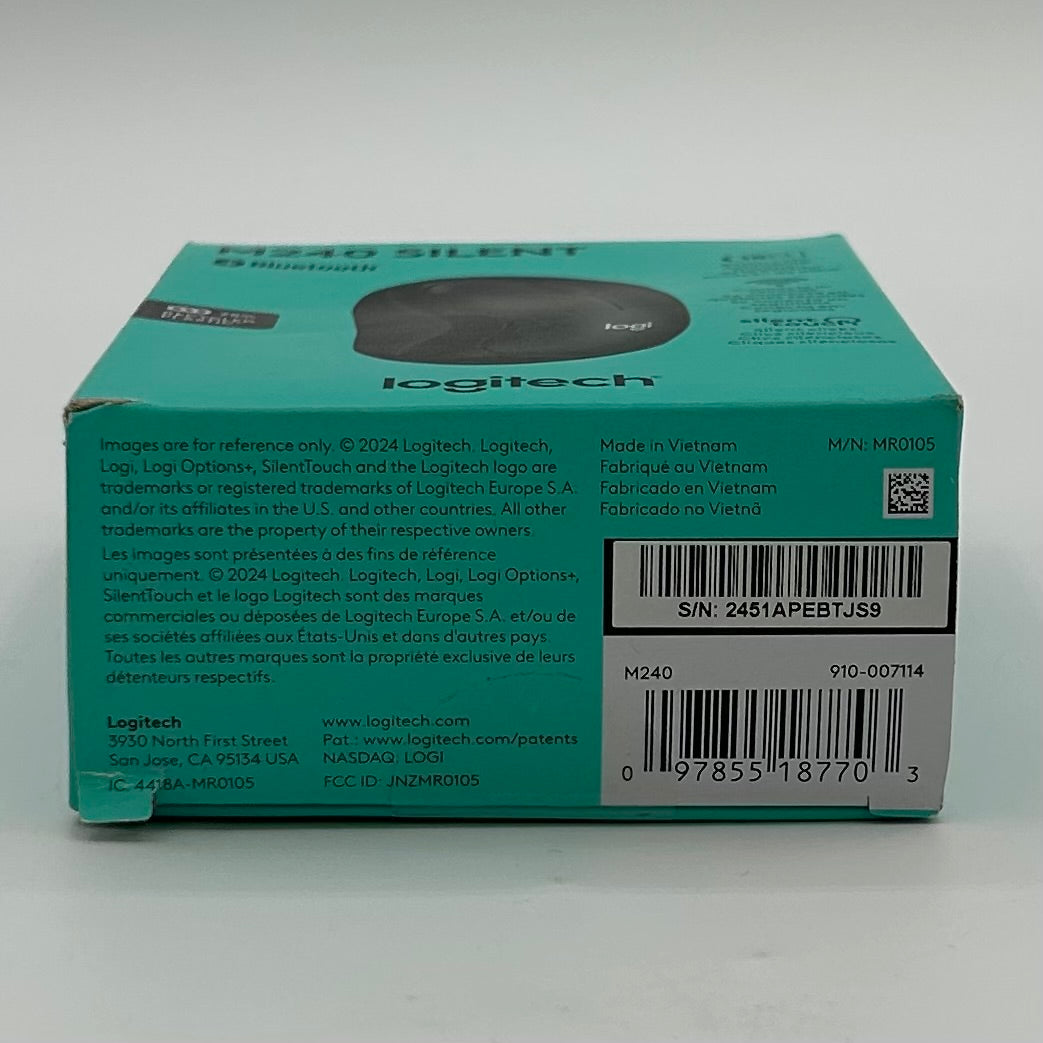 M240 SILENT
Bluetooth
logi
silent touch
logitech
Images are for reference only. © 2024 Logitech. Logitech,
Logi, Logi Options+, SilentTouch and the Logitech logo are
trademarks or registered trademarks of Logitech Europe S.A.
and/or its affiliates in the U.S. and other countries. All other
trademarks are the property of their respective owners.
Les images sont présentées à des fins de référence
uniquement. © 2024 Logitech. Logitech, Logi, Logi Options+,
SilentTouch et le logo Logitech sont des marques
commerciales ou déposées de Logitech Europe S.A. et/ou de
ses sociétés affiliées aux États-Unis et dans d'autres pays.
Toutes les autres marques sont la propriété exclusive de leurs
détenteurs respectifs.
Logitech
3930 North First Street
San Jose, CA 95134 USA
IC: 4418A-MR0105
www.logitech.com
Pat.: www.logitech.com/patents
NASDAQ: LOGI
FCC ID: JNZMR0105
Made in Vietnam
Fabriqué au Vietnam
Fabricado en Vietnam
Fabricado no Vietnã
M/N: MR0105
S/N: 2451APEBTJS9
M240 910-007114
0 97855 18770 3